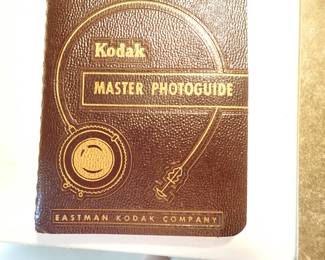 Kodak
MASTER PHOTOGUIDE
EASTMAN KODAK COMPANY